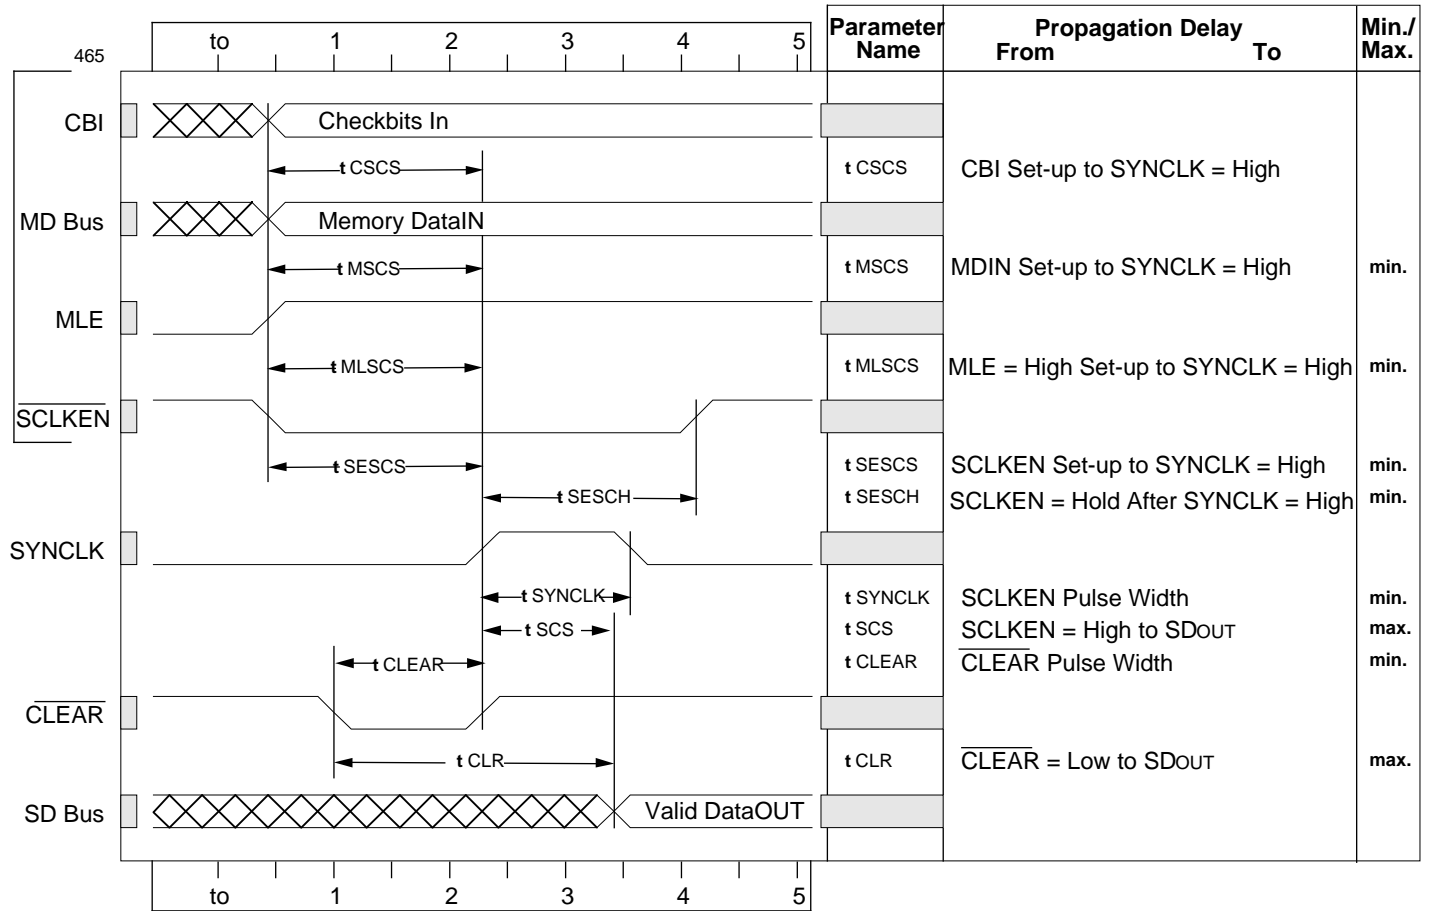 to 1 2 3 4 5
Parameter Name
Propagation Delay
From To
Min./ Max.
465
CBI
Checkbits In
t CSCS
t CSCS CBI Set-up to SYNCLK = High
MD Bus
Memory DataIN
t MSCS
t MSCS MDIN Set-up to SYNCLK = High min.
MLE
t MLSCS
t MLSCS MLE = High Set-up to SYNCLK = High min.
SCLKEN
t SESCS
t SESCS SCLKEN Set-up to SYNCLK = High min.
t SESCH
t SESCH SCLKEN = Hold After SYNCLK = High min.
SYNCLK
t SYNCLK
t SYNCLK SCLKEN Pulse Width min.
t SCS
t SCS SCLKEN = High to SDOUT max.
t CLEAR
t CLEAR CLEAR Pulse Width min.
CLEAR
t CLR
t CLR CLEAR = Low to SDOUT max.
SD Bus
Valid DataOUT
to 1 2 3 4 5